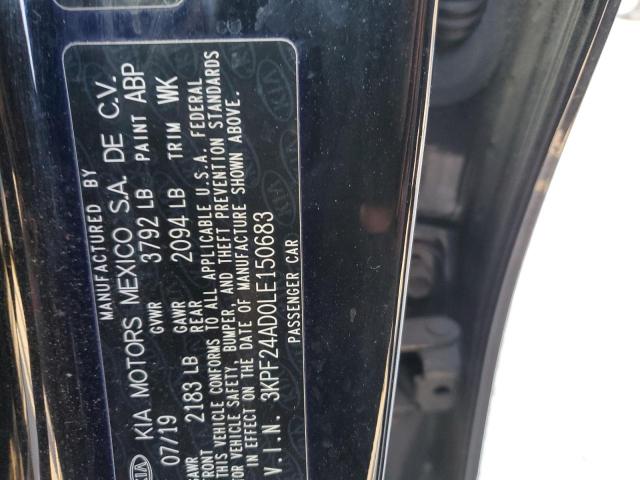 MANUFACTURED BY
KIA KIA MOTORS MEXICO S.A. DE C.V.
07/19 GVWR 3792 LB PAINT ABP
GAWR GAWR
FRONT 2183 LB REAR 2094 LB TRIM WK
THIS VEHICLE CONFORMS TO ALL APPLICABLE U.S.A. FEDERAL
MOTOR VEHICLE SAFETY, BUMPER, AND THEFT PREVENTION STANDARDS
IN EFFECT ON THE DATE OF MANUFACTURE SHOWN ABOVE.
V.I.N. 3KPF24AD0LE150683
PASSENGER CAR